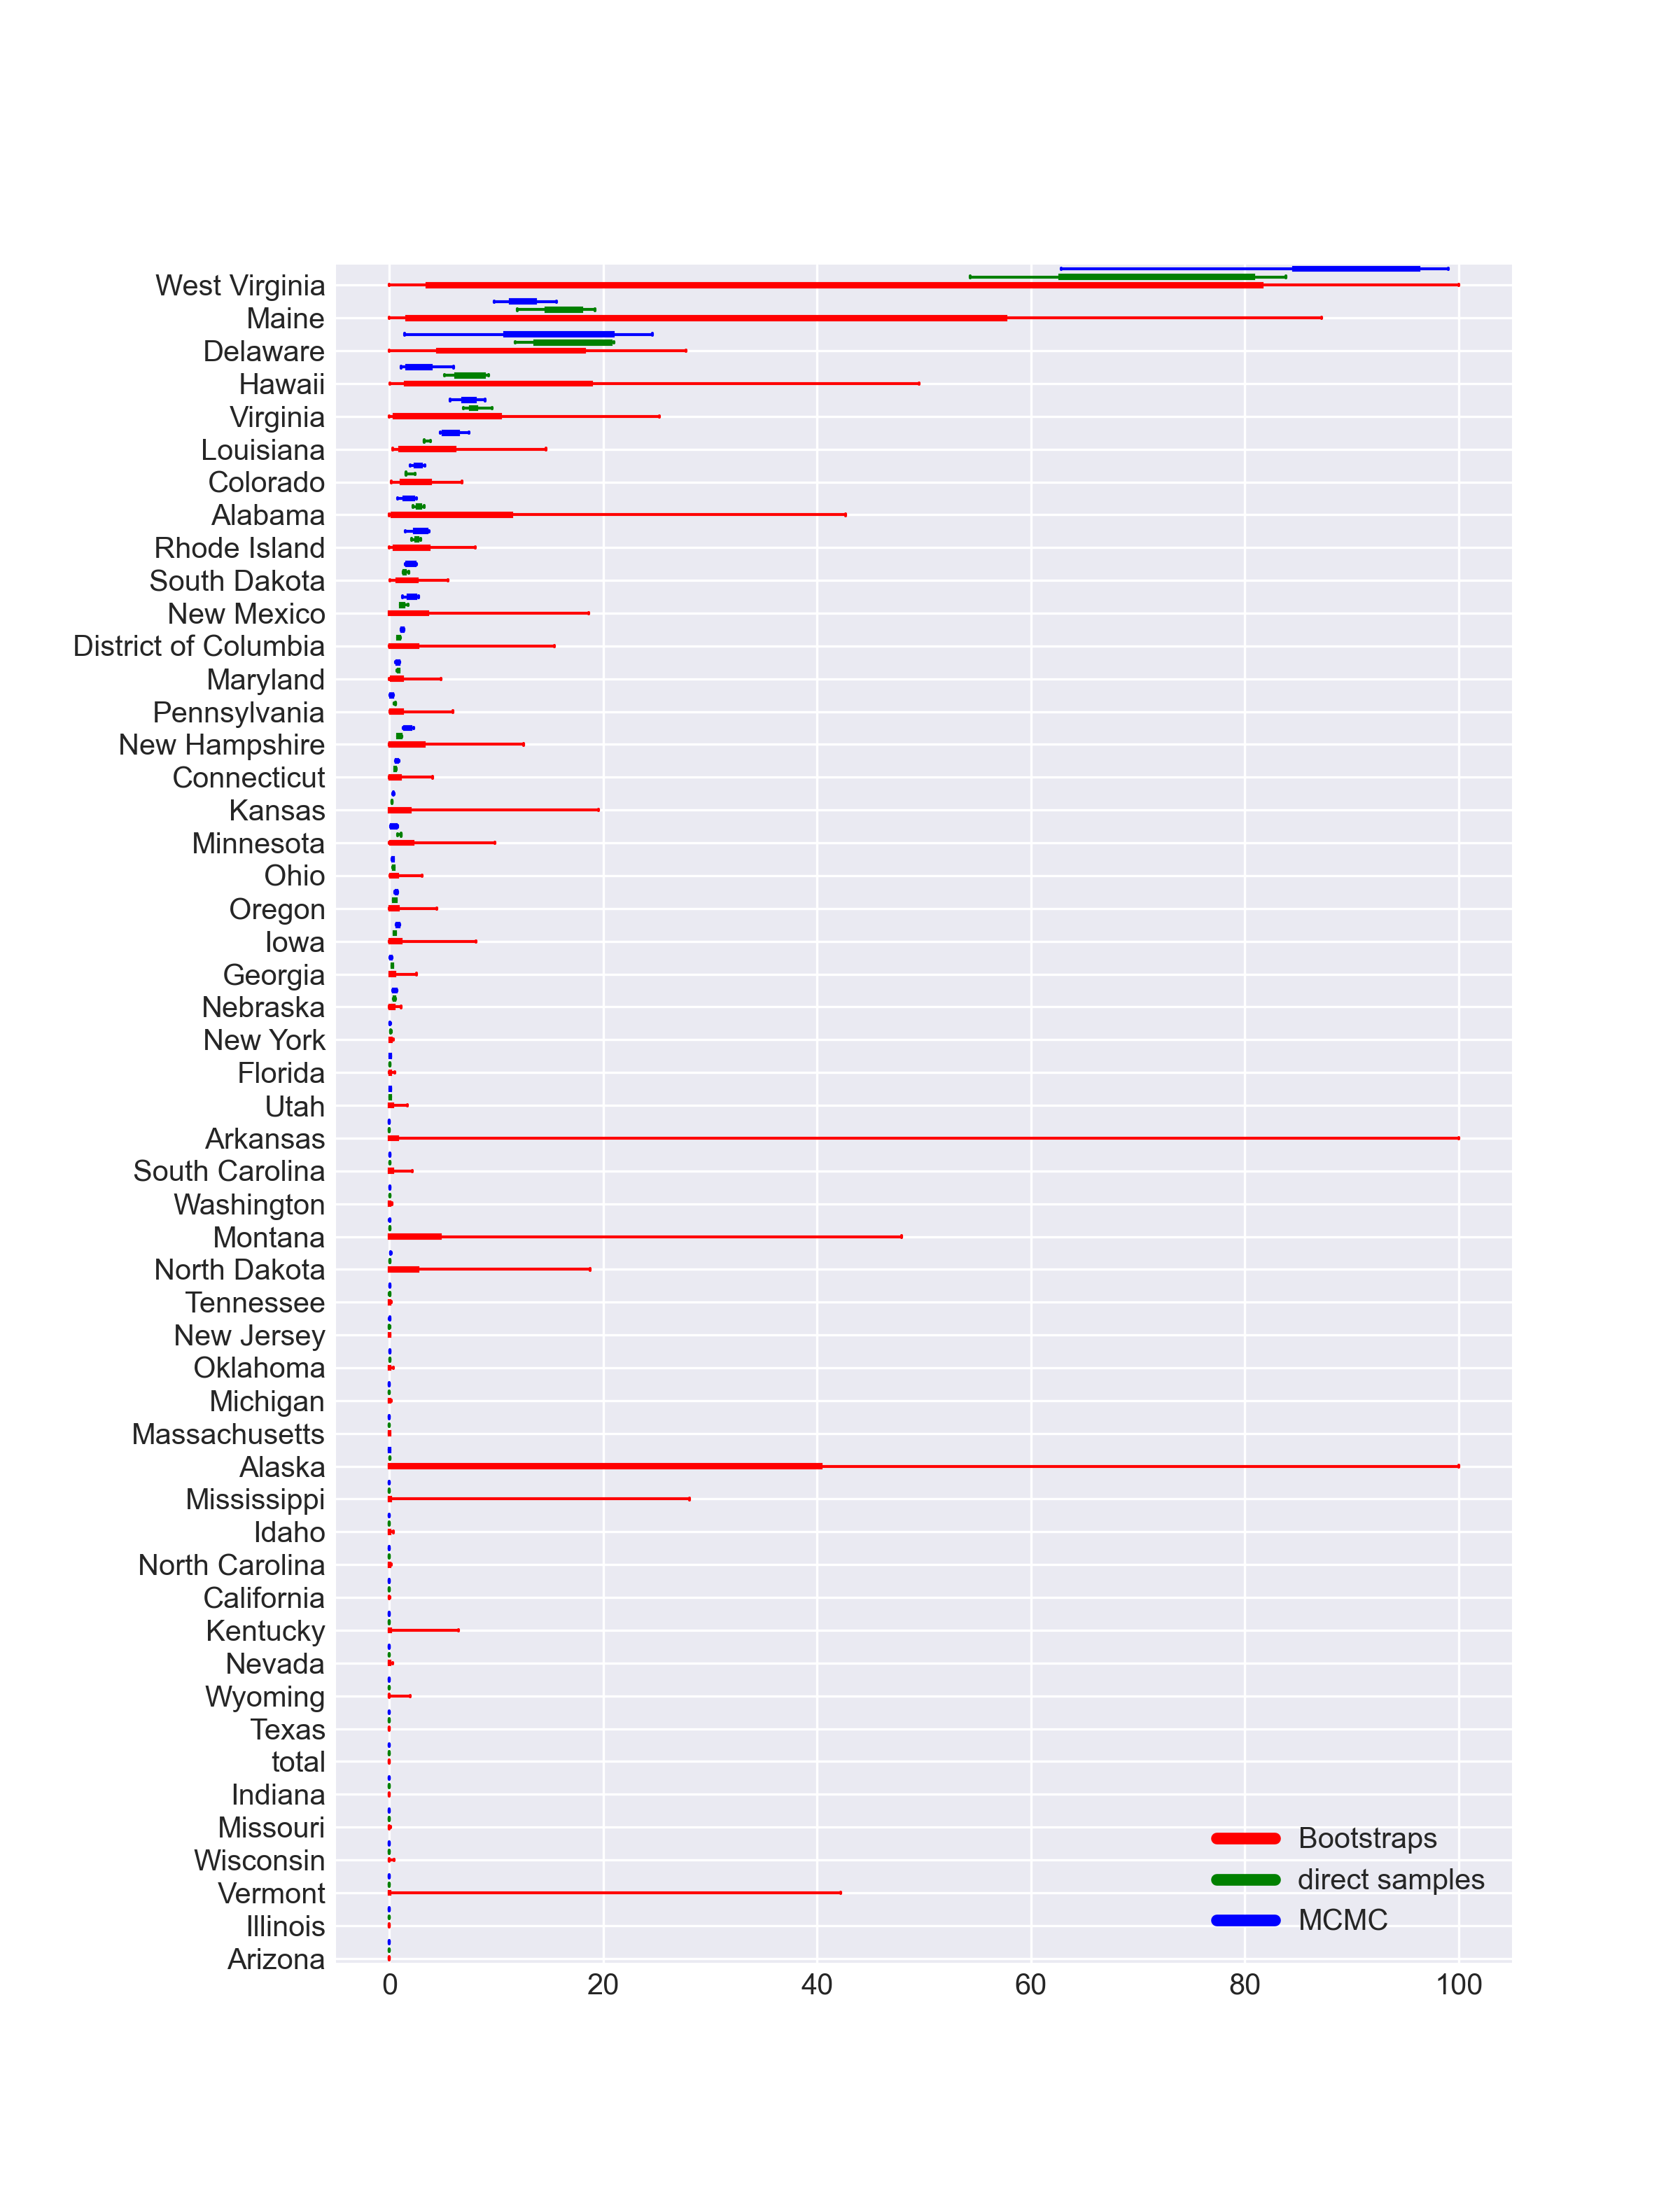 West Virginia
Maine
Delaware
Hawaii
Virginia
Louisiana
Colorado
Alabama
Rhode Island
South Dakota
New Mexico
District of Columbia
Maryland
Pennsylvania
New Hampshire
Connecticut
Kansas
Minnesota
Ohio
Oregon
Iowa
Georgia
Nebraska
New York
Florida
Utah
Arkansas
South Carolina
Washington
Montana
North Dakota
Tennessee
New Jersey
Oklahoma
Michigan
Massachusetts
Alaska
Mississippi
Idaho
North Carolina
California
Kentucky
Nevada
Wyoming
Texas
total
Indiana
Missouri
Wisconsin
Vermont
Illinois
Arizona
Bootstraps
direct samples
MCMC
0 20 40 60 80 100